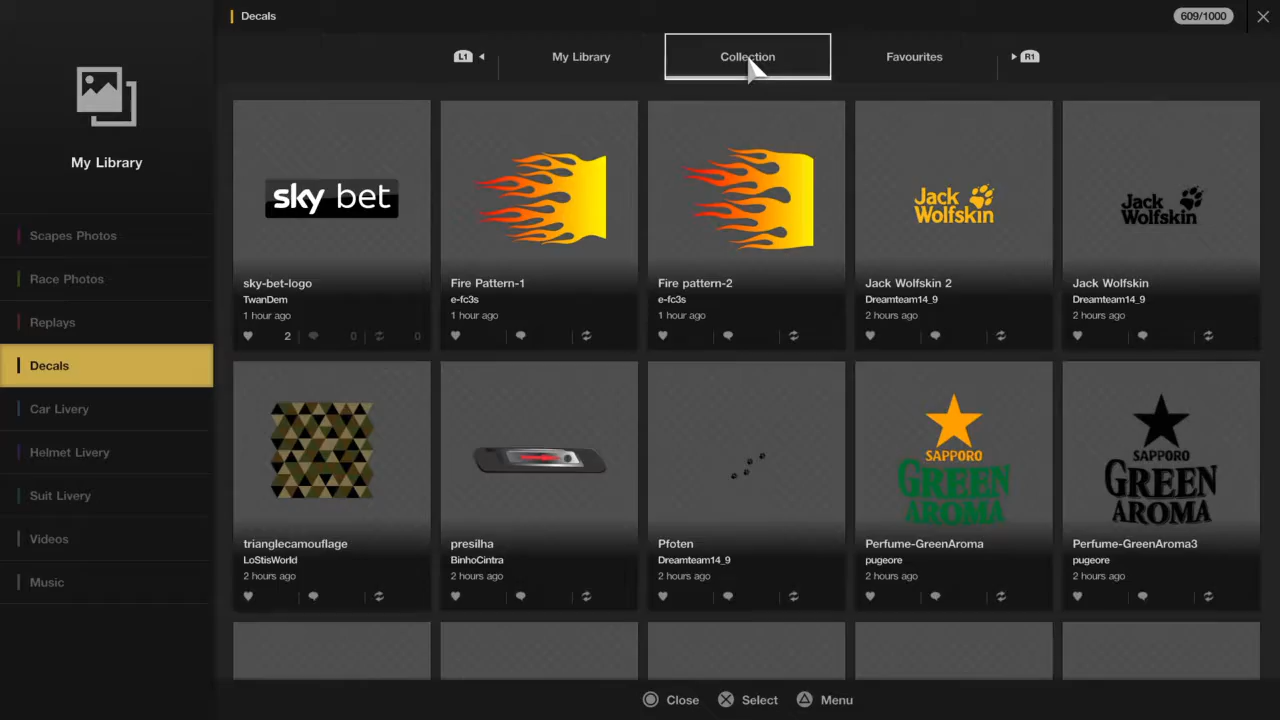 Decals
609/1000
L1
My Library
Collection
Favourites
R1
My Library
Scapes Photos
Race Photos
Replays
Decals
Car Livery
Helmet Livery
Suit Livery
Videos
Music
sky bet
sky-bet-logo
TwanDem
1 hour ago
2
0
0
Fire Pattern-1
e-fc3s
1 hour ago
Fire pattern-2
e-fc3s
1 hour ago
Jack
Wolfskin
Jack Wolfskin 2
Dreamteam14_9
2 hours ago
Jack
Wolfskin
Jack Wolfskin
Dreamteam14_9
2 hours ago
trianglecamouflage
LoStisWorld
2 hours ago
presilha
BinhoCintra
2 hours ago
Pfoten
Dreamteam14_9
2 hours ago
SAPPORO
GREEN
AROMA
Perfume-GreenAroma
pugeore
2 hours ago
SAPPORO
GREEN
AROMA
Perfume-GreenAroma3
pugeore
2 hours ago
Close
Select
Menu